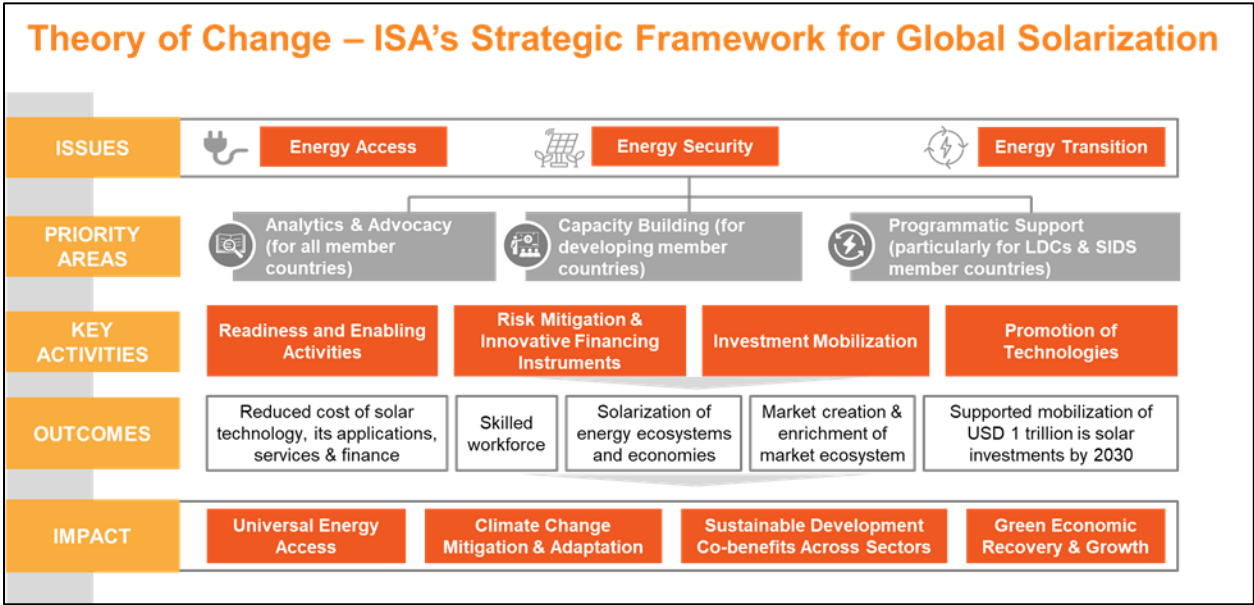 Theory of Change – ISA's Strategic Framework for Global Solarization
ISSUES
Energy Access
Energy Security
Energy Transition
PRIORITY
AREAS
Analytics & Advocacy
(for all member
countries)
Capacity Building (for
developing member
countries)
Programmatic Support
(particularly for LDCs & SIDS
member countries)
KEY
ACTIVITIES
Readiness and Enabling
Activities
Risk Mitigation &
Innovative Financing
Instruments
Investment Mobilization
Promotion of
Technologies
OUTCOMES
Reduced cost of solar
technology, its applications,
services & finance
Skilled
workforce
Solarization of
energy ecosystems
and economies
Market creation &
enrichment of
market ecosystem
Supported mobilization of
USD 1 trillion is solar
investments by 2030
IMPACT
Universal Energy
Access
Climate Change
Mitigation & Adaptation
Sustainable Development
Co-benefits Across Sectors
Green Economic
Recovery & Growth